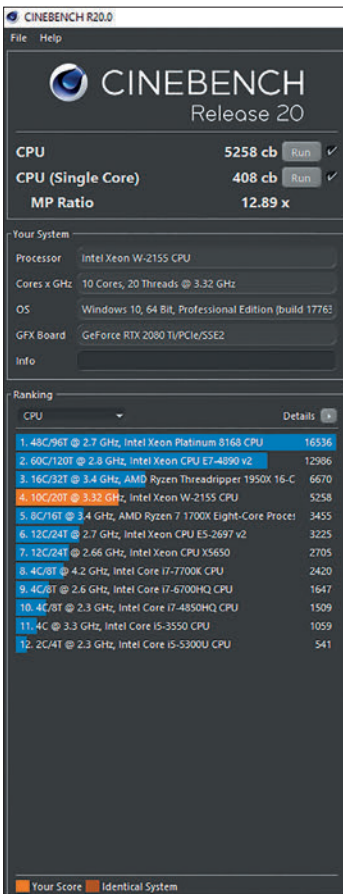 CINEBENCH R20.0
File Help
CINEBENCH
Release 20
CPU 5258 cb Run
CPU (Single Core) 408 cb Run
MP Ratio 12.89 x
Your System
Processor Intel Xeon W-2155 CPU
Cores x GHz 10 Cores, 20 Threads @ 3.32 GHz
OS Windows 10, 64 Bit, Professional Edition (build 17763
GFX Board GeForce RTX 2080 Ti/PCIe/SSE2
Info
Ranking
CPU Details
1. 48C/96T @ 2.7 GHz, Intel Xeon Platinum 8168 CPU 16536
2. 60C/120T @ 2.8 GHz, Intel Xeon CPU E7-4890 v2 12986
3. 16C/32T @ 3.4 GHz, AMD Ryzen Threadripper 1950X 16-C 6670
4. 10C/20T @ 3.32 GHz, Intel Xeon W-2155 CPU 5258
5. 8C/16T @ 3.4 GHz, AMD Ryzen 7 1700X Eight-Core Proces 3455
6. 12C/24T @ 2.7 GHz, Intel Xeon CPU E5-2697 v2 3225
7. 12C/24T @ 2.66 GHz, Intel Xeon CPU X5650 2705
8. 4C/8T @ 4.2 GHz, Intel Core i7-7700K CPU 2420
9. 4C/8T @ 2.6 GHz, Intel Core i7-6700HQ CPU 1647
10. 4C/8T @ 2.3 GHz, Intel Core i7-4850HQ CPU 1509
11. 4C @ 3.3 GHz, Intel Core i5-3550 CPU 1059
12. 2C/4T @ 2.3 GHz, Intel Core i5-5300U CPU 541
Your Score Identical System